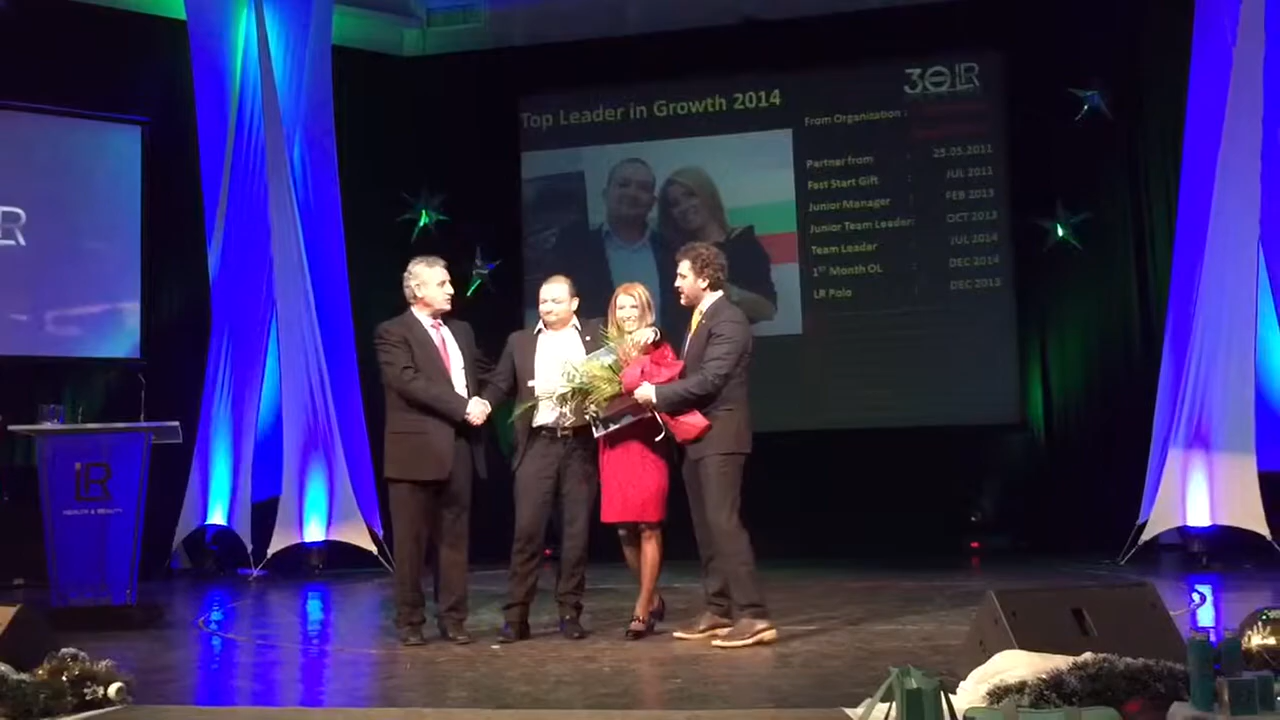 Top Leader in Growth 2014
30 LR
From Organization :
Partner from : 25.05.2011
Fast Start Gift : JUL 2011
Junior Manager : FEB 2013
Junior Team Leader: OCT 2013
Team Leader : JUL 2014
1ST Month OL : DEC 2014
LR Polo : DEC 2013
LR
LR
HEALTH & BEAUTY